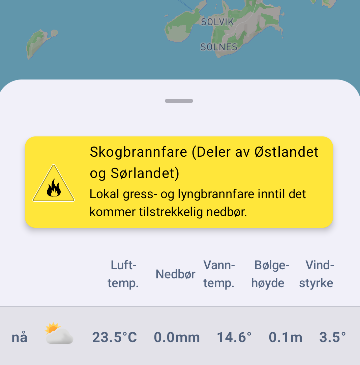 SOLVIK
SOLNES
Skogbrannfare (Deler av Østlandet
og Sørlandet)
Lokal gress- og lyngbrannfare inntil det
kommer tilstrekkelig nedbør.
Luft-
temp.
Nedbør
Vann-
temp.
Bølge-
høyde
Vind-
styrke
nå 23.5°C 0.0mm 14.6° 0.1m 3.5°